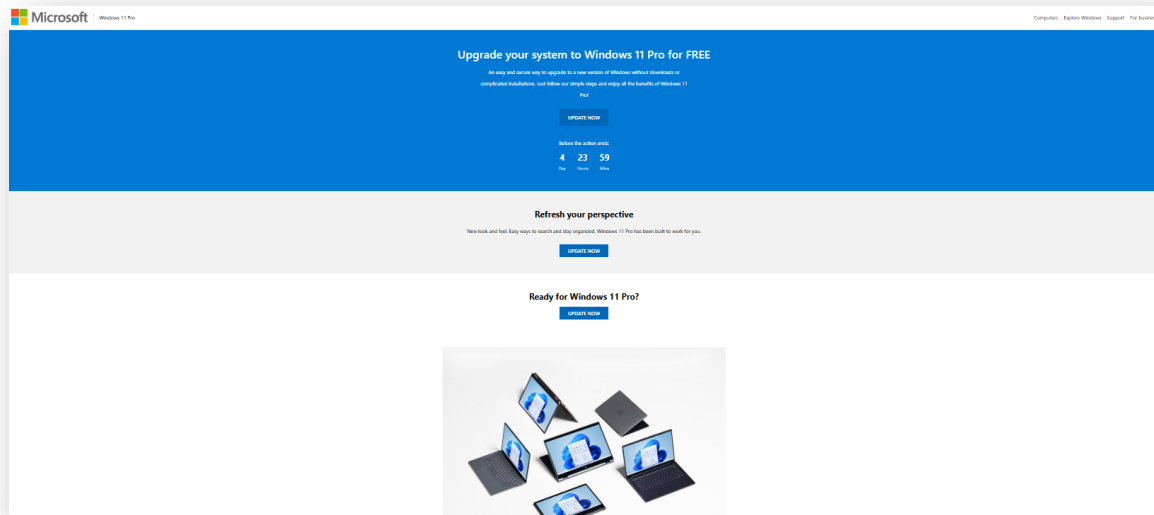 Microsoft Windows 11 Pro Computers Explore Windows Support For busine
Upgrade your system to Windows 11 Pro for FREE
An easy and secure way to upgrade to a new version of Windows without downloads or
complicated installations. Just follow our simple steps and enjoy all the benefits of Windows 11
Pro!
UPDATE NOW
Before the action ends:
4 23 59
Day Hours Mins
Refresh your perspective
New look and feel. Easy ways to search and stay organized. Windows 11 Pro has been built to work for you.
UPDATE NOW
Ready for Windows 11 Pro?
UPDATE NOW